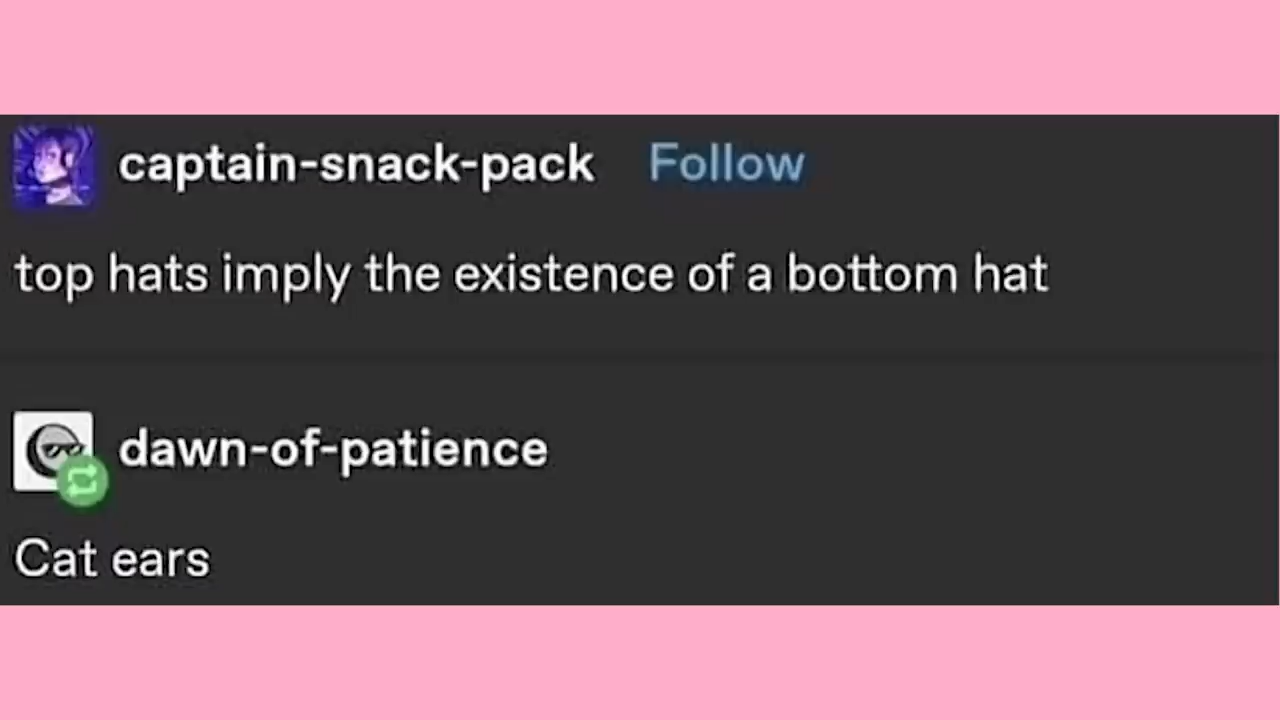 captain-snack-pack Follow
top hats imply the existence of a bottom hat
dawn-of-patience
Cat ears